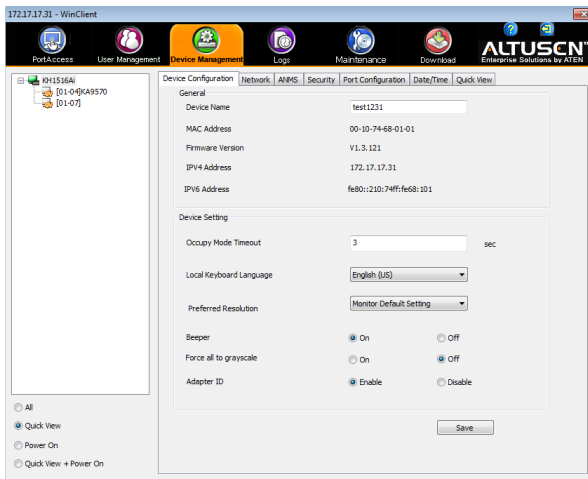 172.17.17.31 - WinClient
PortAccess User Management Device Management Logs Maintenance Download
ALTUSCN
Enterprise Solutions by ATEN
KH1516Ai
[01-04]KA9570
[01-07]
All
Quick View
Power On
Quick View + Power On
Device Configuration Network ANMS Security Port Configuration Date/Time Quick View
General
Device Name test1231
MAC Address 00-10-74-68-01-01
Firmware Version V1.3.121
IPV4 Address 172.17.17.31
IPV6 Address fe80::210:74ff:fe68:101
Device Setting
Occupy Mode Timeout 3 sec
Local Keyboard Language English (US)
Preferred Resolution Monitor Default Setting
Beeper On Off
Force all to grayscale On Off
Adapter ID Enable Disable
Save